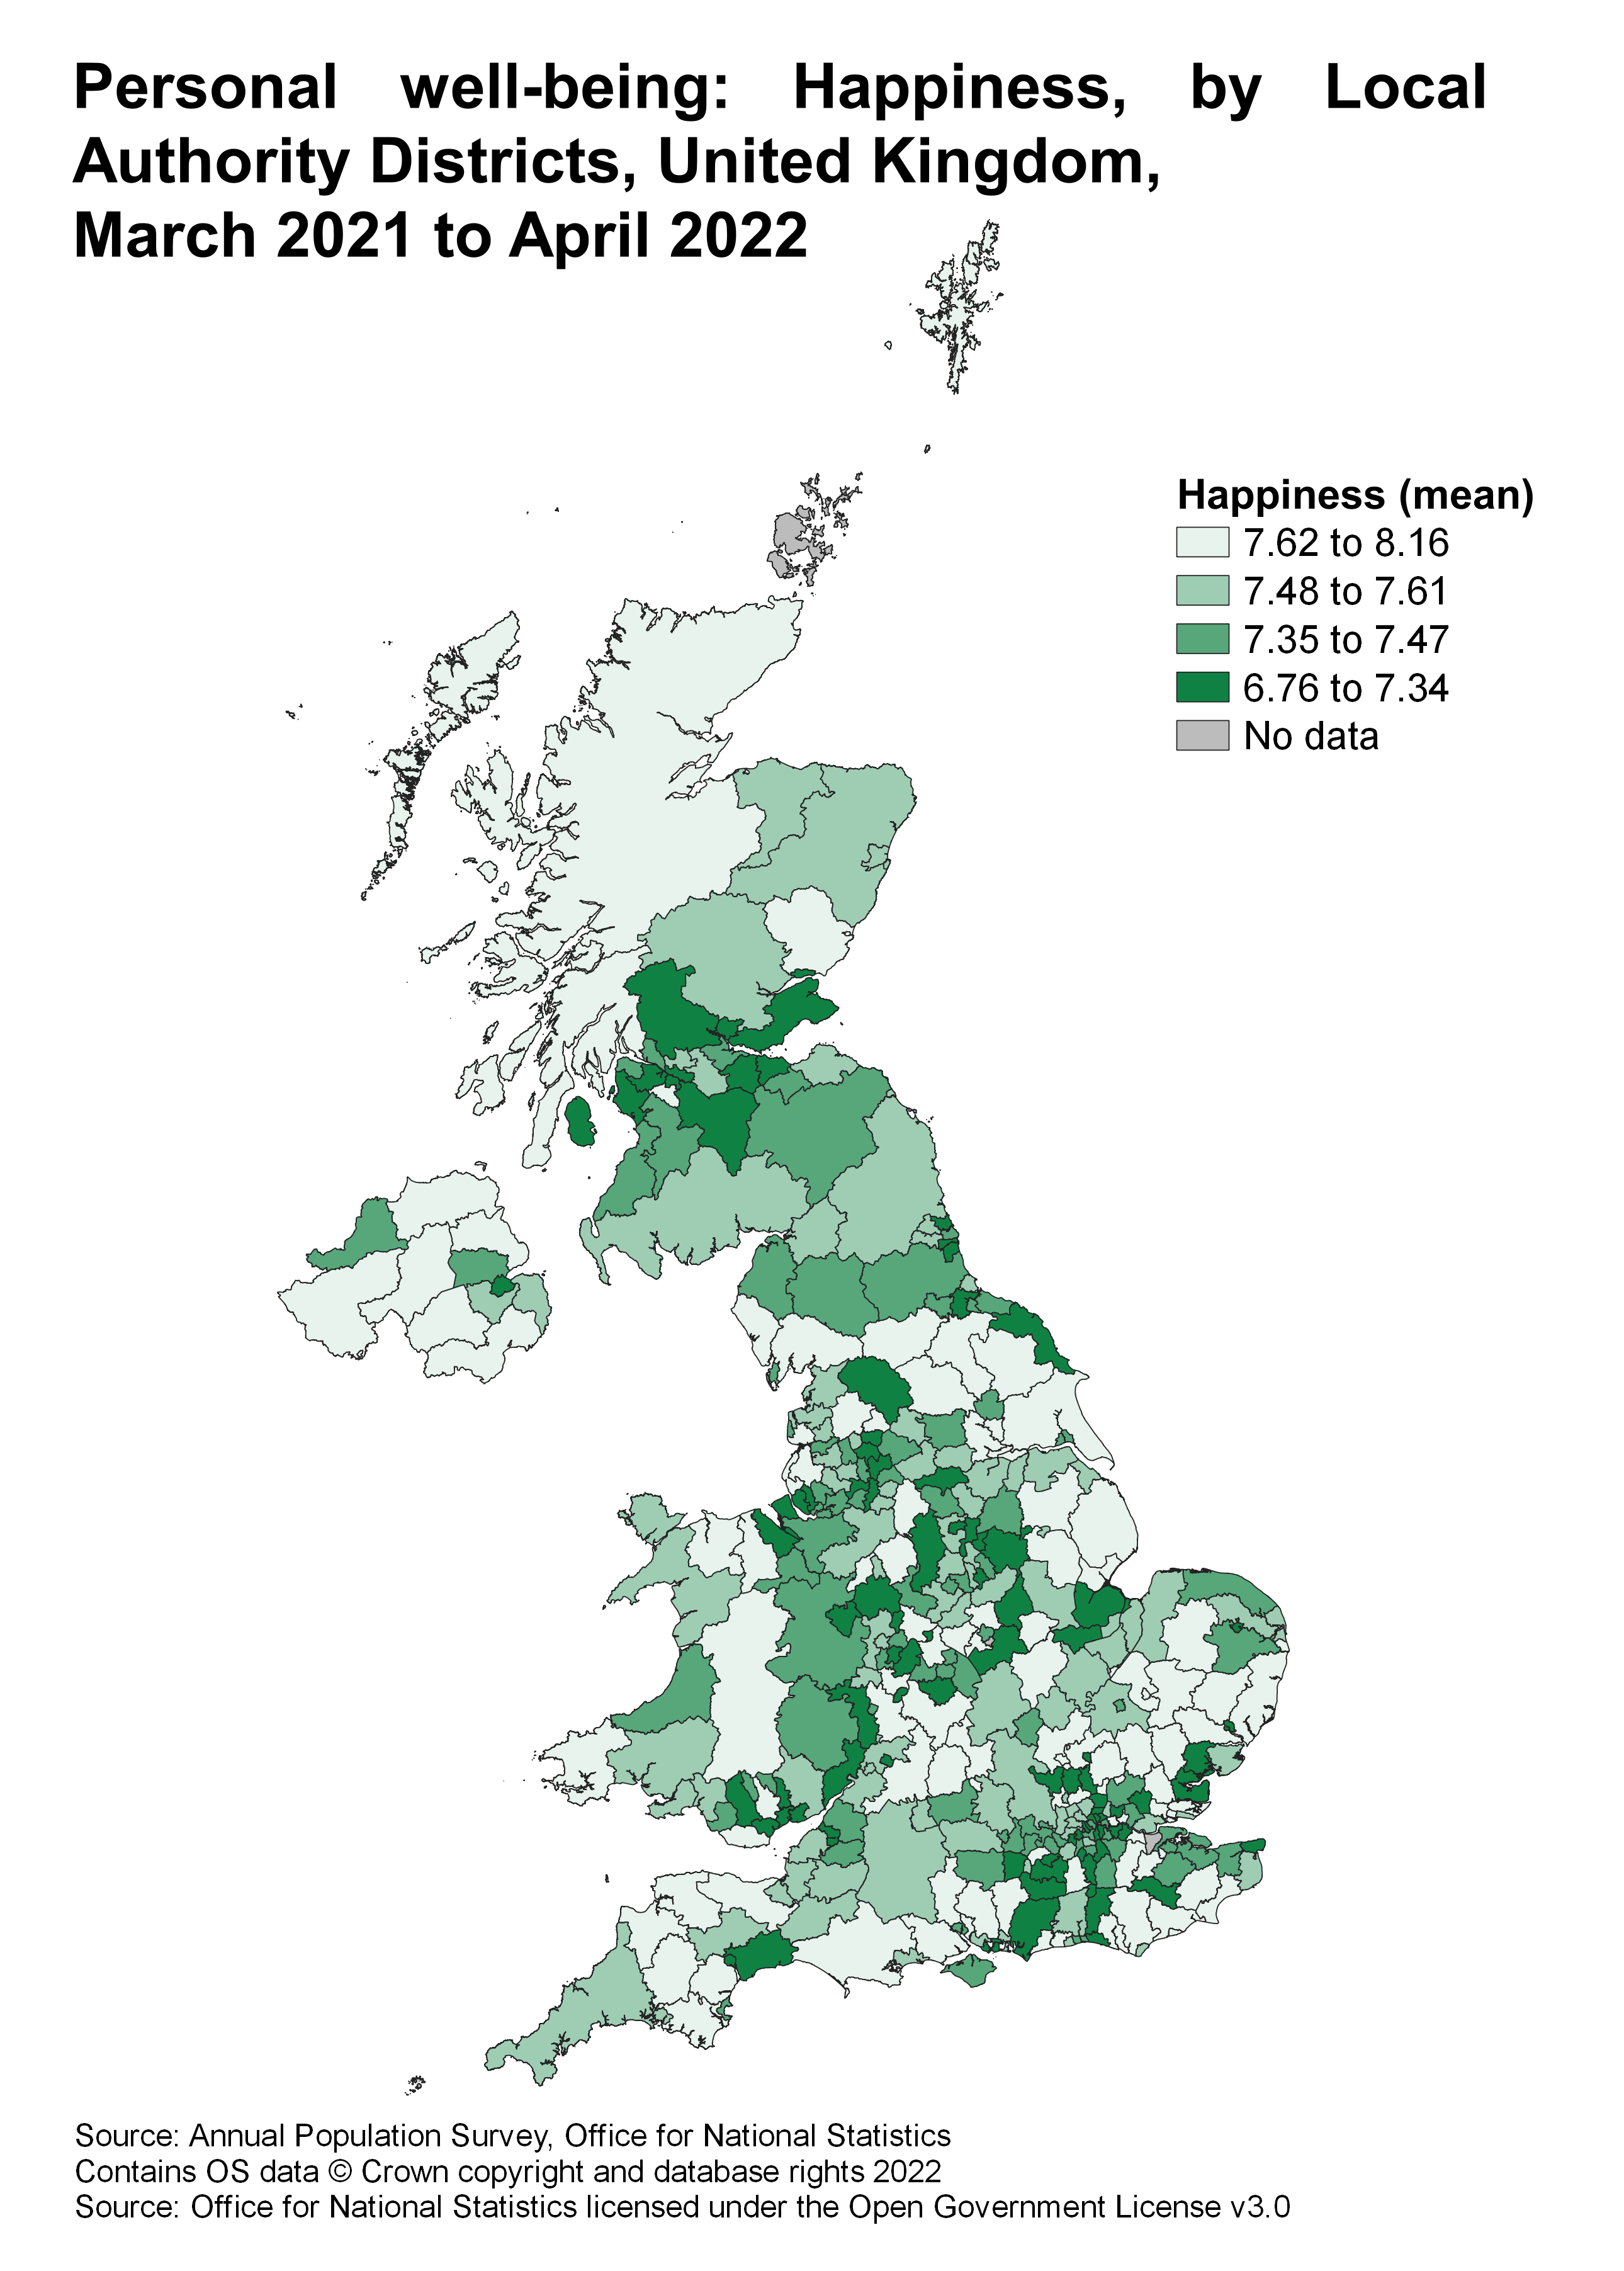 Personal well-being: Happiness, by Local
Authority Districts, United Kingdom,
March 2021 to April 2022
Happiness (mean)
7.62 to 8.16
7.48 to 7.61
7.35 to 7.47
6.76 to 7.34
No data
Source: Annual Population Survey, Office for National Statistics
Contains OS data © Crown copyright and database rights 2022
Source: Office for National Statistics licensed under the Open Government License v3.0